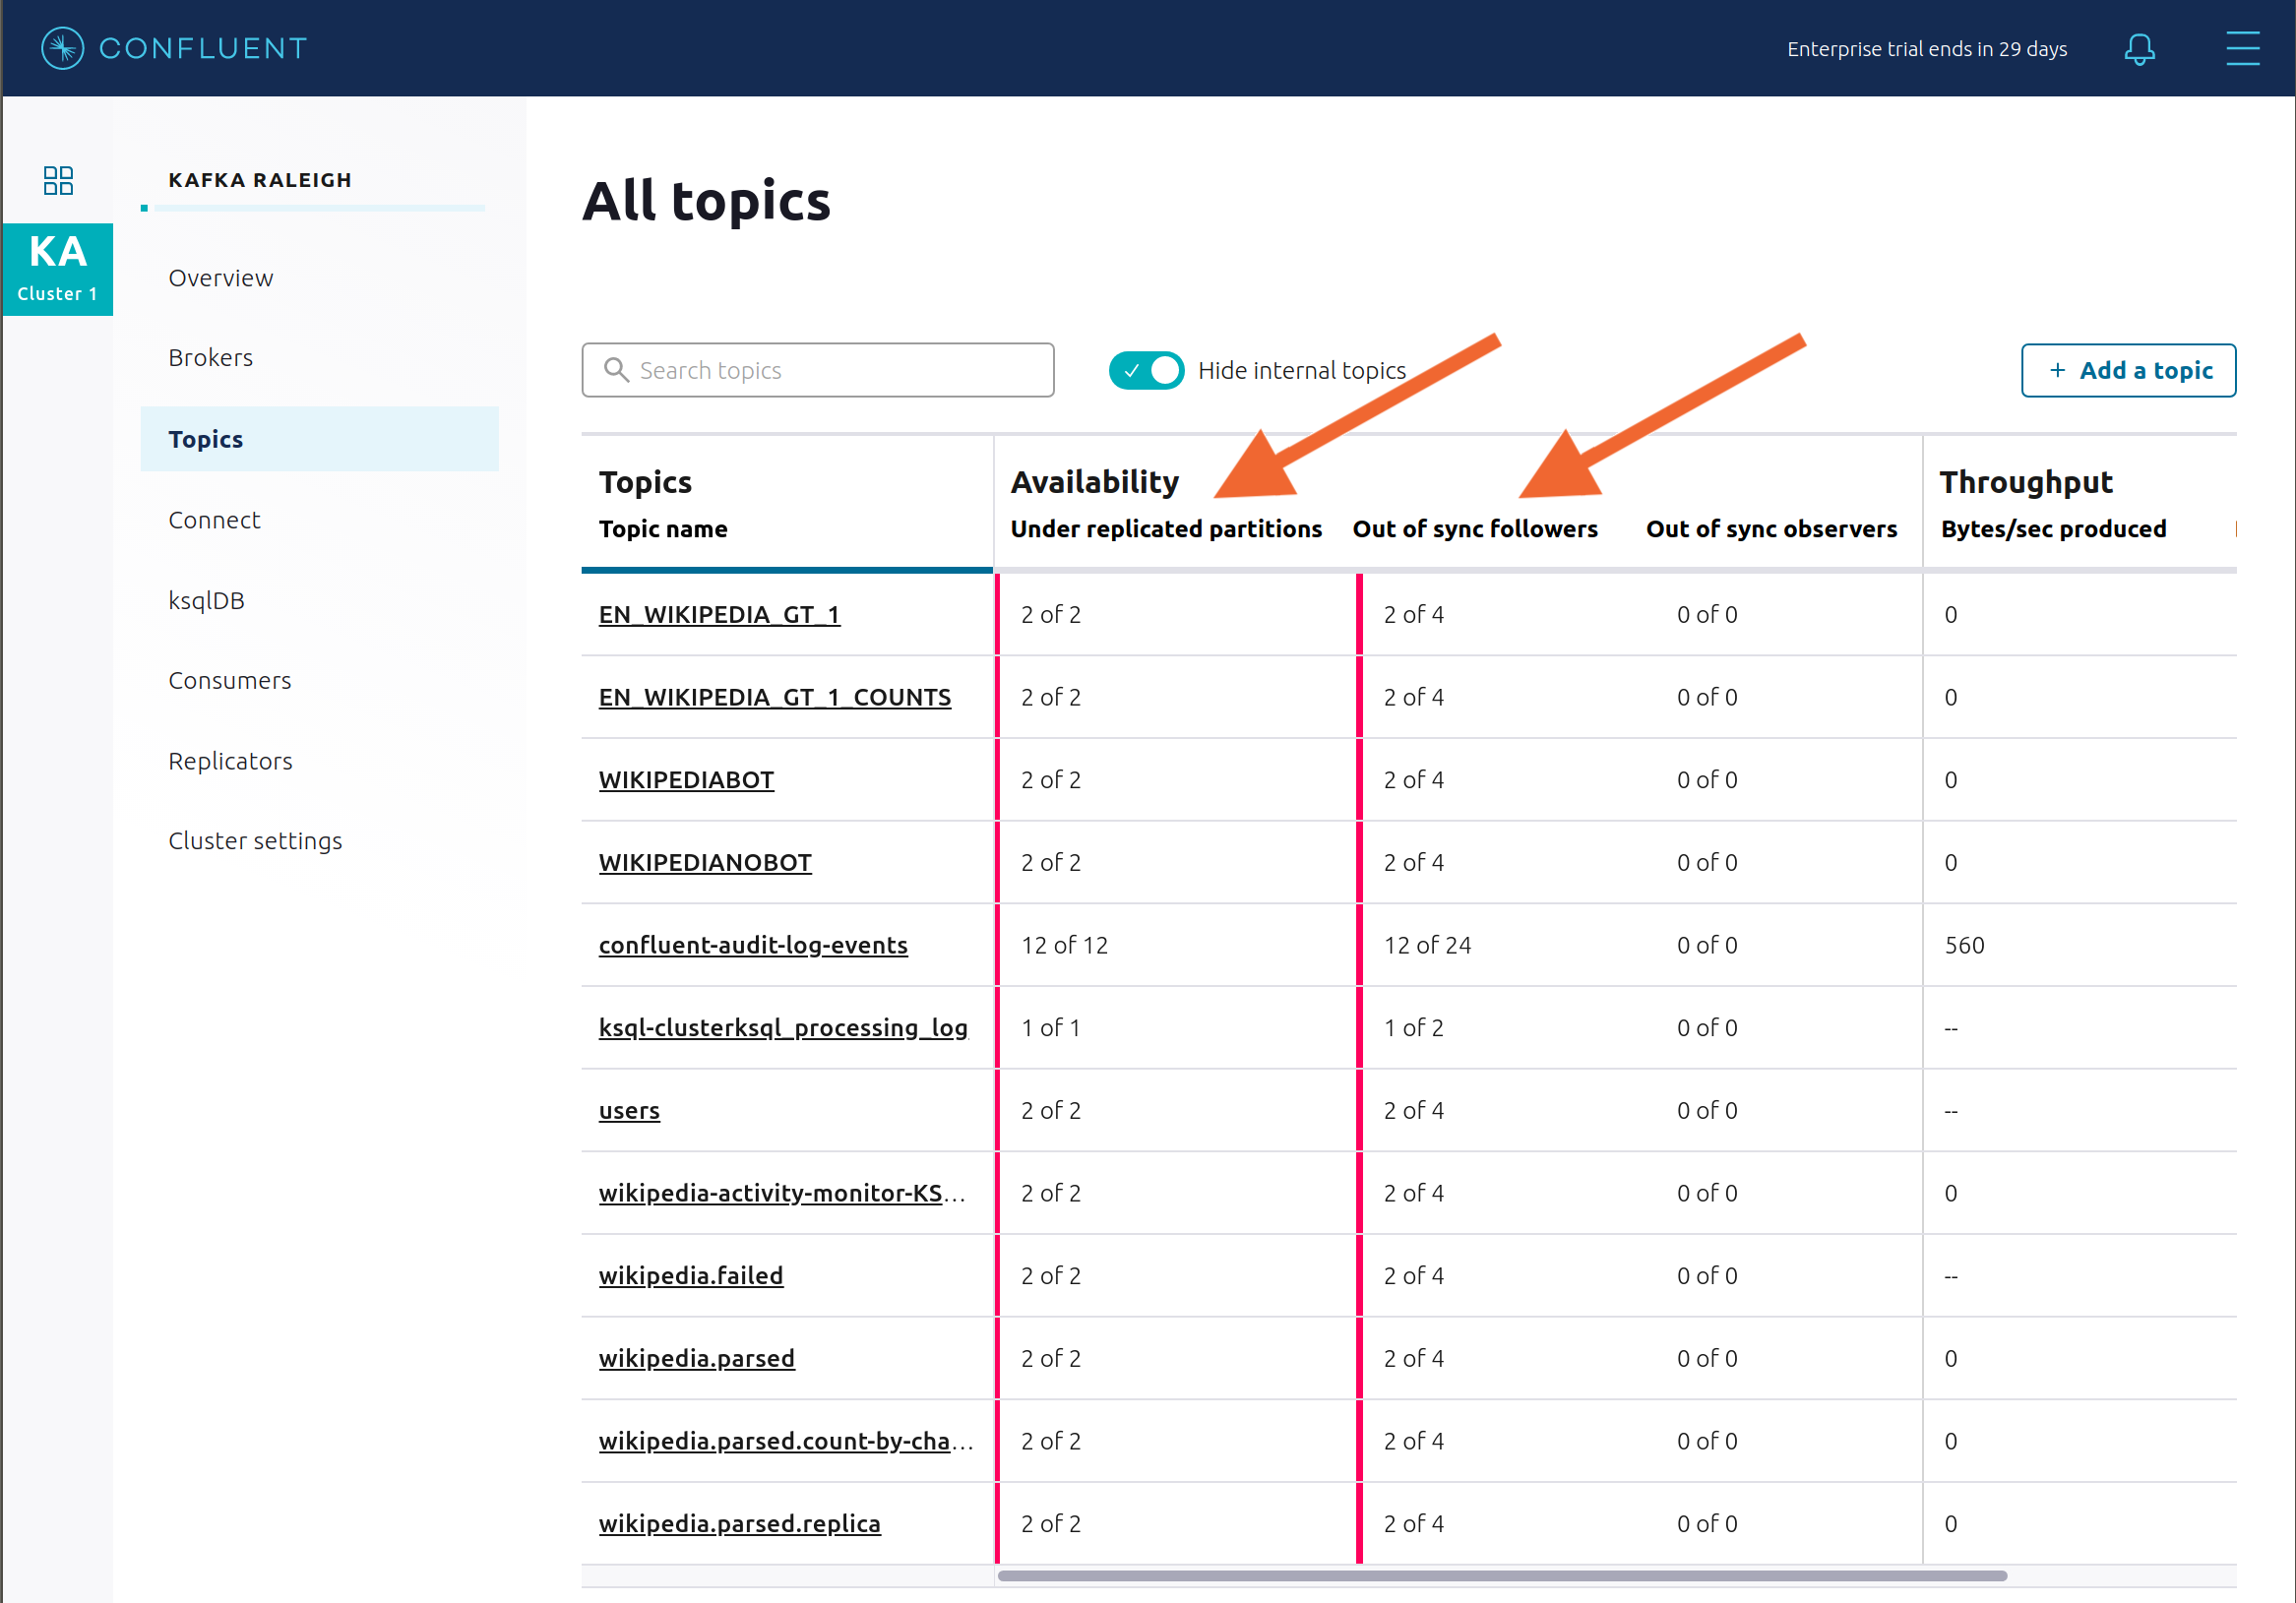 CONFLUENT
Enterprise trial ends in 29 days
KA
Cluster 1
KAFKA RALEIGH
Overview
Brokers
Topics
Connect
ksqlDB
Consumers
Replicators
Cluster settings
All topics
Search topics
Hide internal topics
+ Add a topic
Topics Availability Throughput
Topic name Under replicated partitions Out of sync followers Out of sync observers Bytes/sec produced
EN_WIKIPEDIA_GT_1 2 of 2 2 of 4 0 of 0 0
EN_WIKIPEDIA_GT_1_COUNTS 2 of 2 2 of 4 0 of 0 0
WIKIPEDIABOT 2 of 2 2 of 4 0 of 0 0
WIKIPEDIANOBOT 2 of 2 2 of 4 0 of 0 0
confluent-audit-log-events 12 of 12 12 of 24 0 of 0 560
ksql-clusterksql_processing_log 1 of 1 1 of 2 0 of 0 --
users 2 of 2 2 of 4 0 of 0 --
wikipedia-activity-monitor-KS... 2 of 2 2 of 4 0 of 0 0
wikipedia.failed 2 of 2 2 of 4 0 of 0 --
wikipedia.parsed 2 of 2 2 of 4 0 of 0 0
wikipedia.parsed.count-by-cha... 2 of 2 2 of 4 0 of 0 0
wikipedia.parsed.replica 2 of 2 2 of 4 0 of 0 0